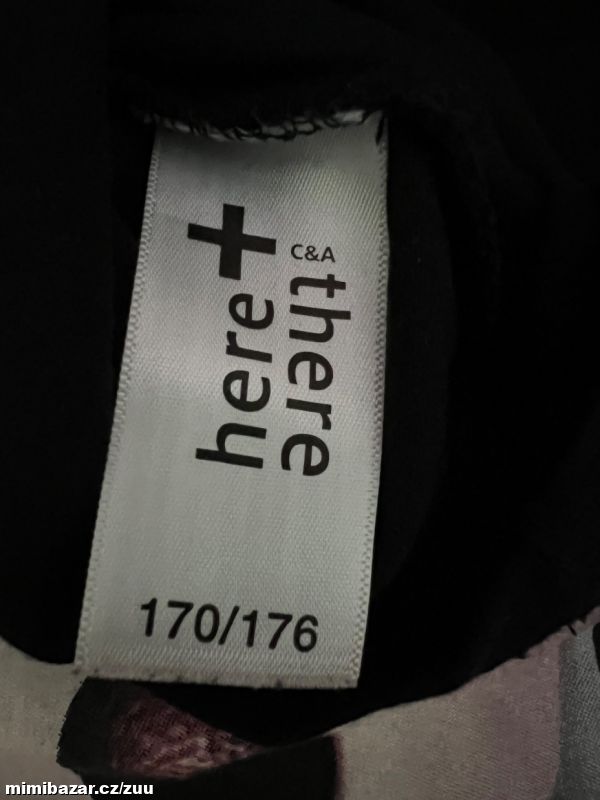 here+
C&A
there
170/176
mimibazar.cz/zuu